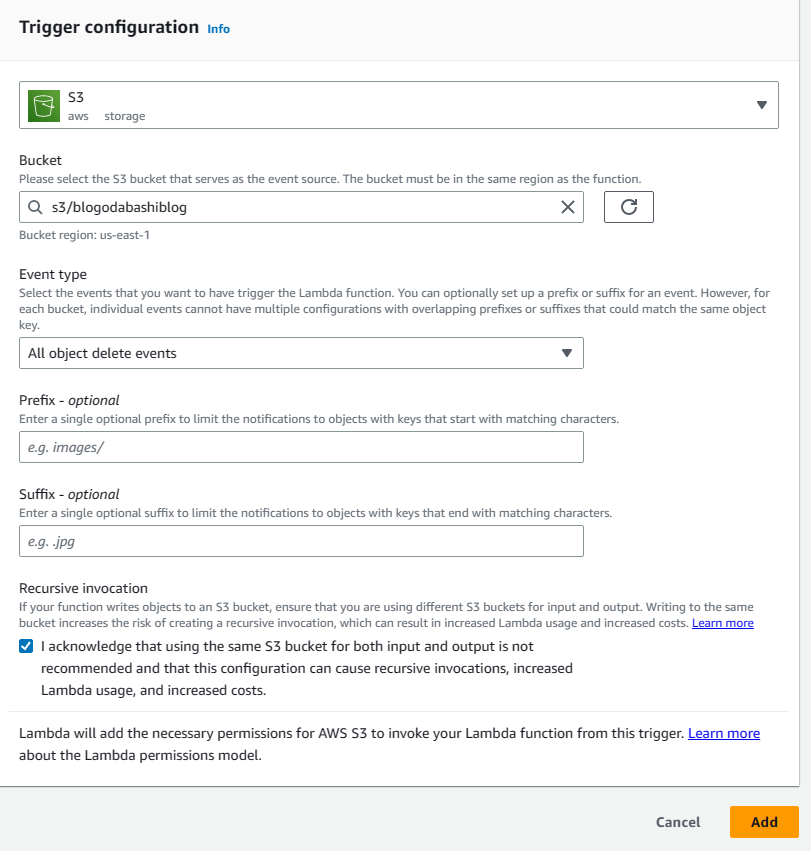 Trigger configuration Info
S3
aws storage
Bucket
Please select the S3 bucket that serves as the event source. The bucket must be in the same region as the function.
s3/blogodabashiblog
Bucket region: us-east-1
Event type
Select the events that you want to have trigger the Lambda function. You can optionally set up a prefix or suffix for an event. However, for
each bucket, individual events cannot have multiple configurations with overlapping prefixes or suffixes that could match the same object
key.
All object delete events
Prefix - optional
Enter a single optional prefix to limit the notifications to objects with keys that start with matching characters.
e.g. images/
Suffix - optional
Enter a single optional suffix to limit the notifications to objects with keys that end with matching characters.
e.g. .jpg
Recursive invocation
If your function writes objects to an S3 bucket, ensure that you are using different S3 buckets for input and output. Writing to the same
bucket increases the risk of creating a recursive invocation, which can result in increased Lambda usage and increased costs. Learn more
I acknowledge that using the same S3 bucket for both input and output is not
recommended and that this configuration can cause recursive invocations, increased
Lambda usage, and increased costs.
Lambda will add the necessary permissions for AWS S3 to invoke your Lambda function from this trigger. Learn more
about the Lambda permissions model.
Cancel Add